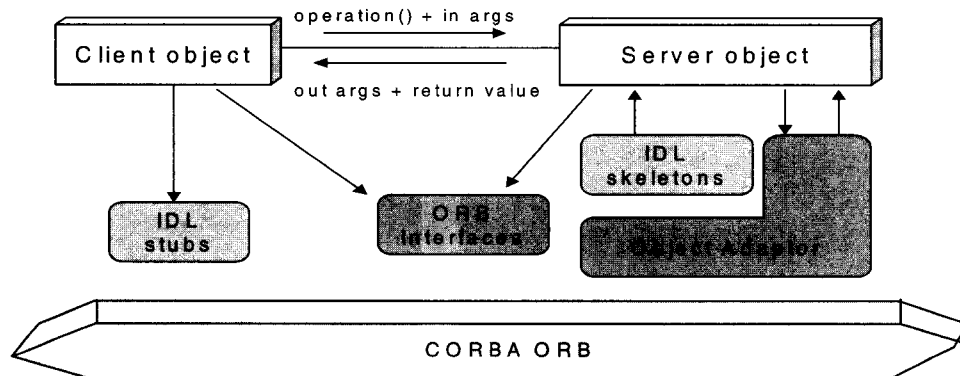 operation() + in args
Client object
Server object
out args + return value
IDL
skeletons
IDL
stubs
ORB
interfaces
Object Adaptor
CORBA ORB